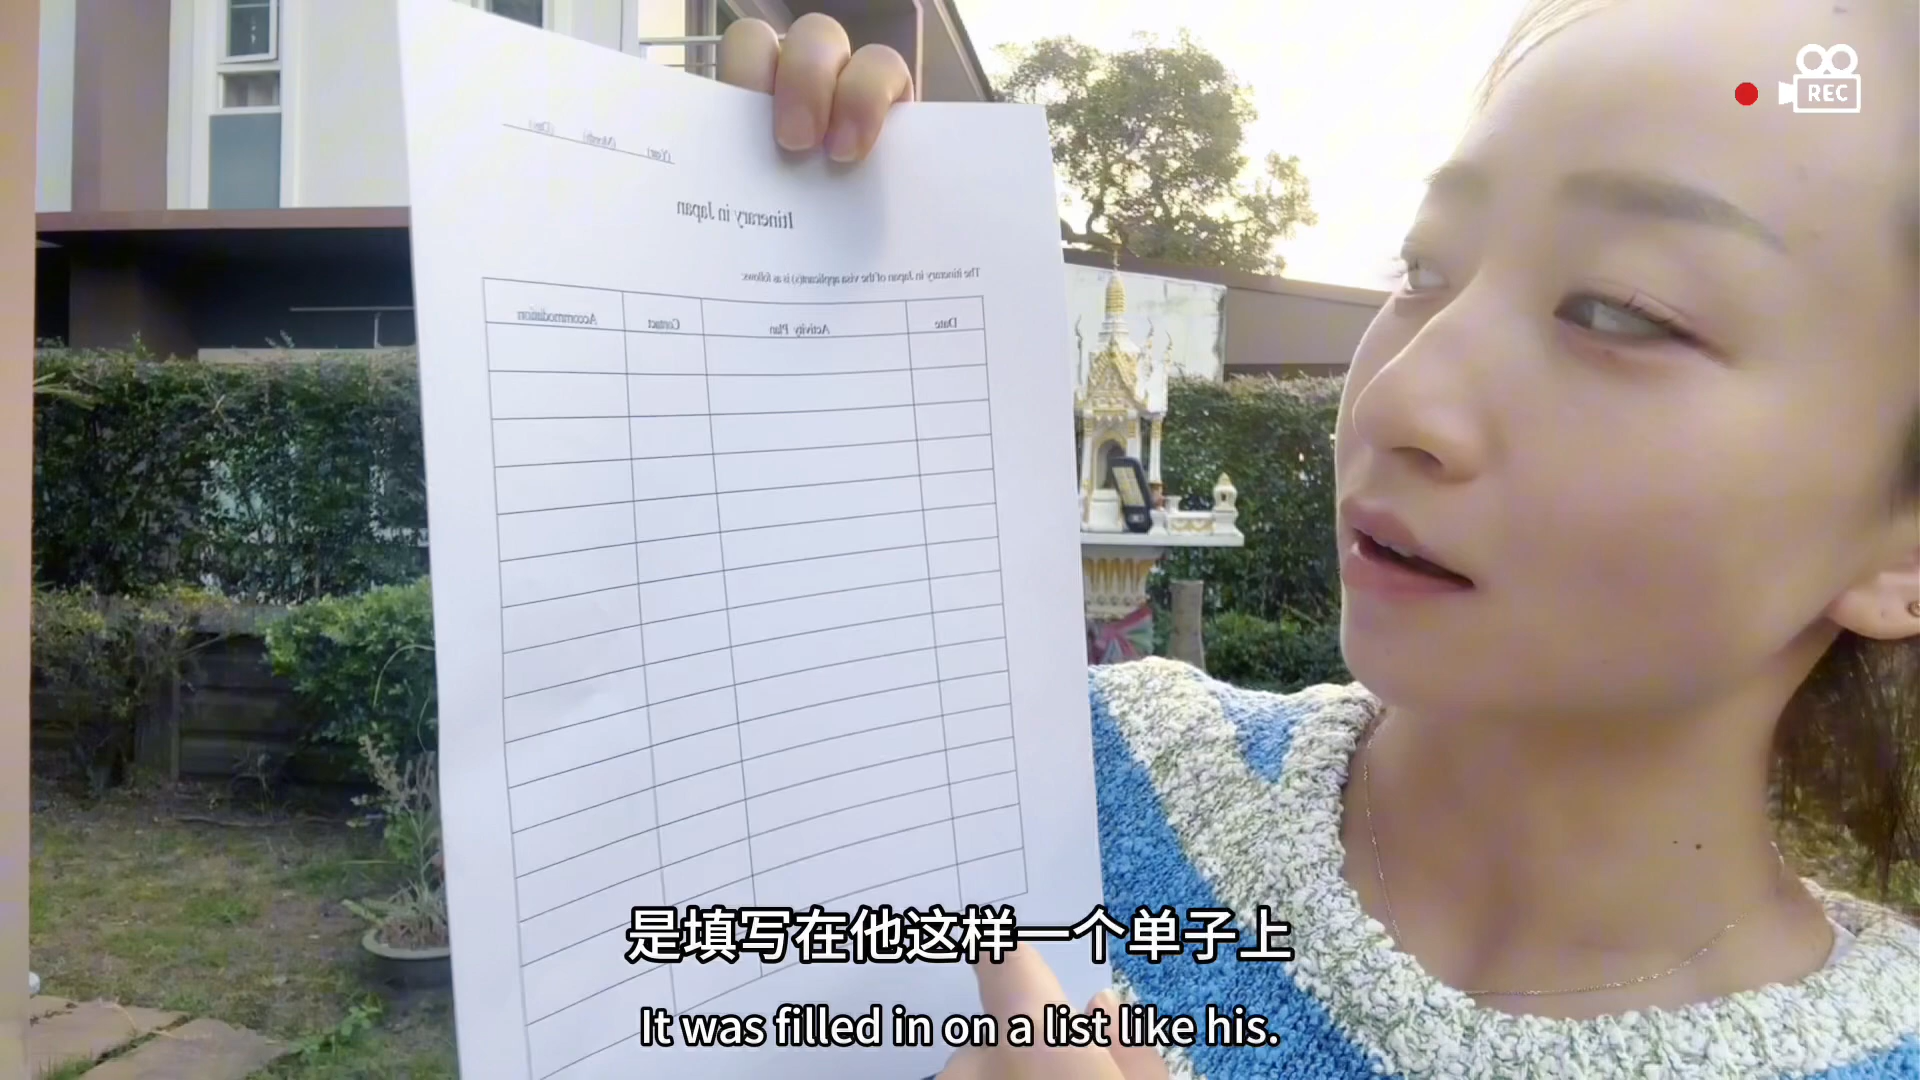 REC
(Year) (Month) (Day)
Itinerary in Japan
The itinerary in Japan of the visa applicant(s) is as follows:
Date Activity Plan Contact Accommodation
是填写在他这样一个单子上
It was filled in on a list like his.